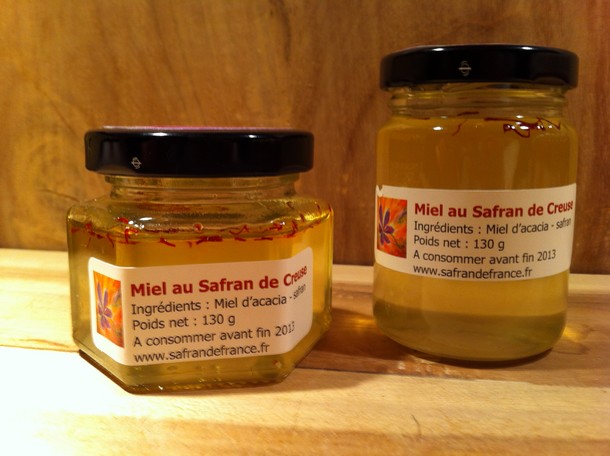 Miel au Safran de Creuse
Ingrédients : Miel d'acacia - safran
Poids net : 130 g
A consommer avant fin 2013
www.safrandefrance.fr
Miel au Safran de Creuse
Ingrédients : Miel d'acacia - safran
Poids net : 130 g
A consommer avant fin 2013
www.safrandefrance.fr